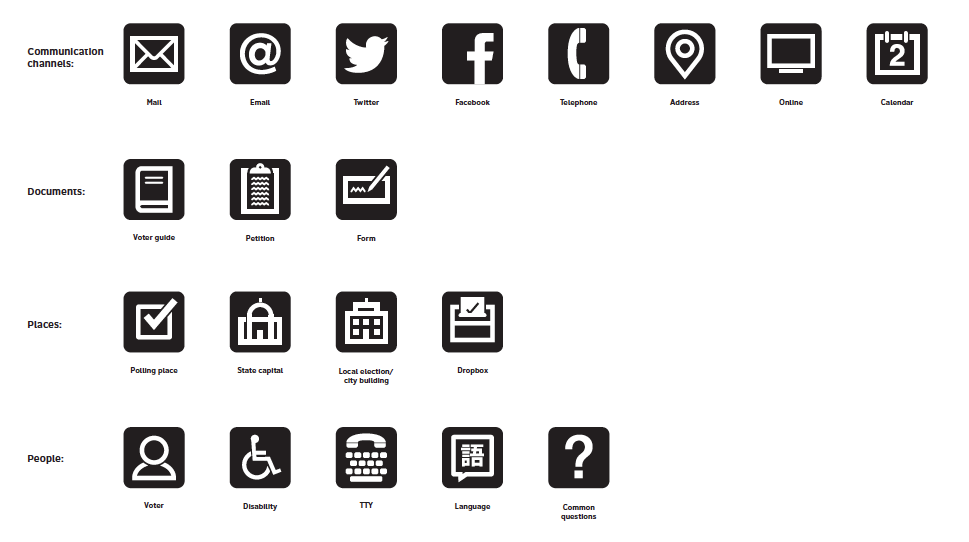 Communication
channels:
@
f
2
Mail
Email
Twitter
Facebook
Telephone
Address
Online
Calendar
Documents:
Voter guide
Petition
Form
Places:
Polling place
State capital
Local election/
city building
Dropbox
People:
語
?
Voter
Disability
TTY
Language
Common
questions